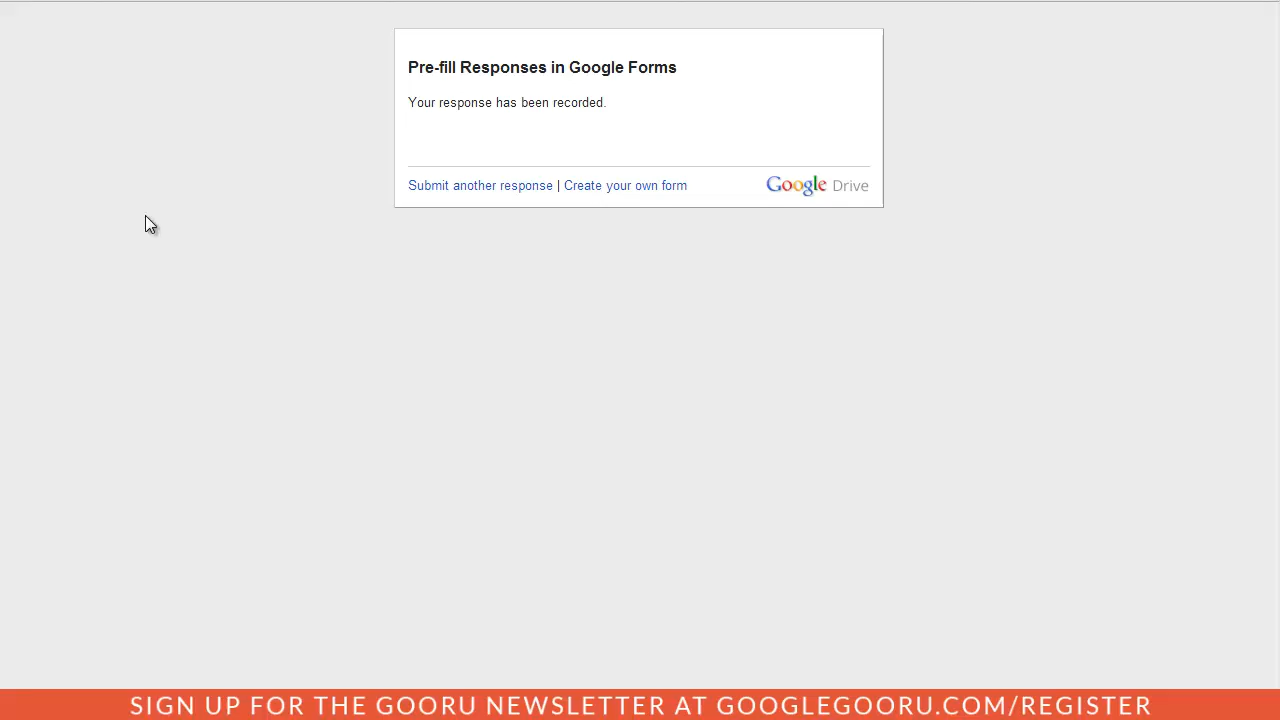 Pre-fill Responses in Google Forms
Your response has been recorded.
Submit another response | Create your own form
Google Drive
SIGN UP FOR THE GOORU NEWSLETTER AT GOOGLEGOORU.COM/REGISTER